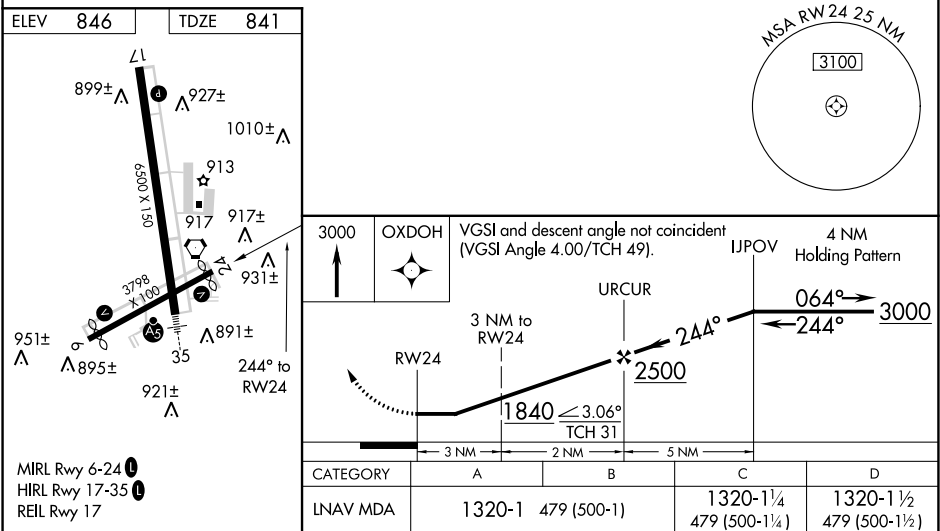 ELEV 846
TDZE 841
17
899±
P
927±
1010±
6500 X 150
913
917
917±
24
931±
3798 X 100
V
V
A5
6
951±
895±
35
891±
921±
244° to
RW24
MIRL Rwy 6-24 L
HIRL Rwy 17-35 L
REIL Rwy 17
MSA RW24 25 NM
3100
3000
OXDOH
VGSI and descent angle not coincident
(VGSI Angle 4.00/TCH 49).
IJPOV
4 NM
Holding Pattern
URCUR
064°
244°
3000
244°
3 NM to
RW24
RW24
2500
1840
3.06°
TCH 31
3 NM
2 NM
5 NM
CATEGORY A B C D
LNAV MDA 1320-1 479 (500-1)
1320-1¼
479 (500-1¼)
1320-1½
479 (500-1½)